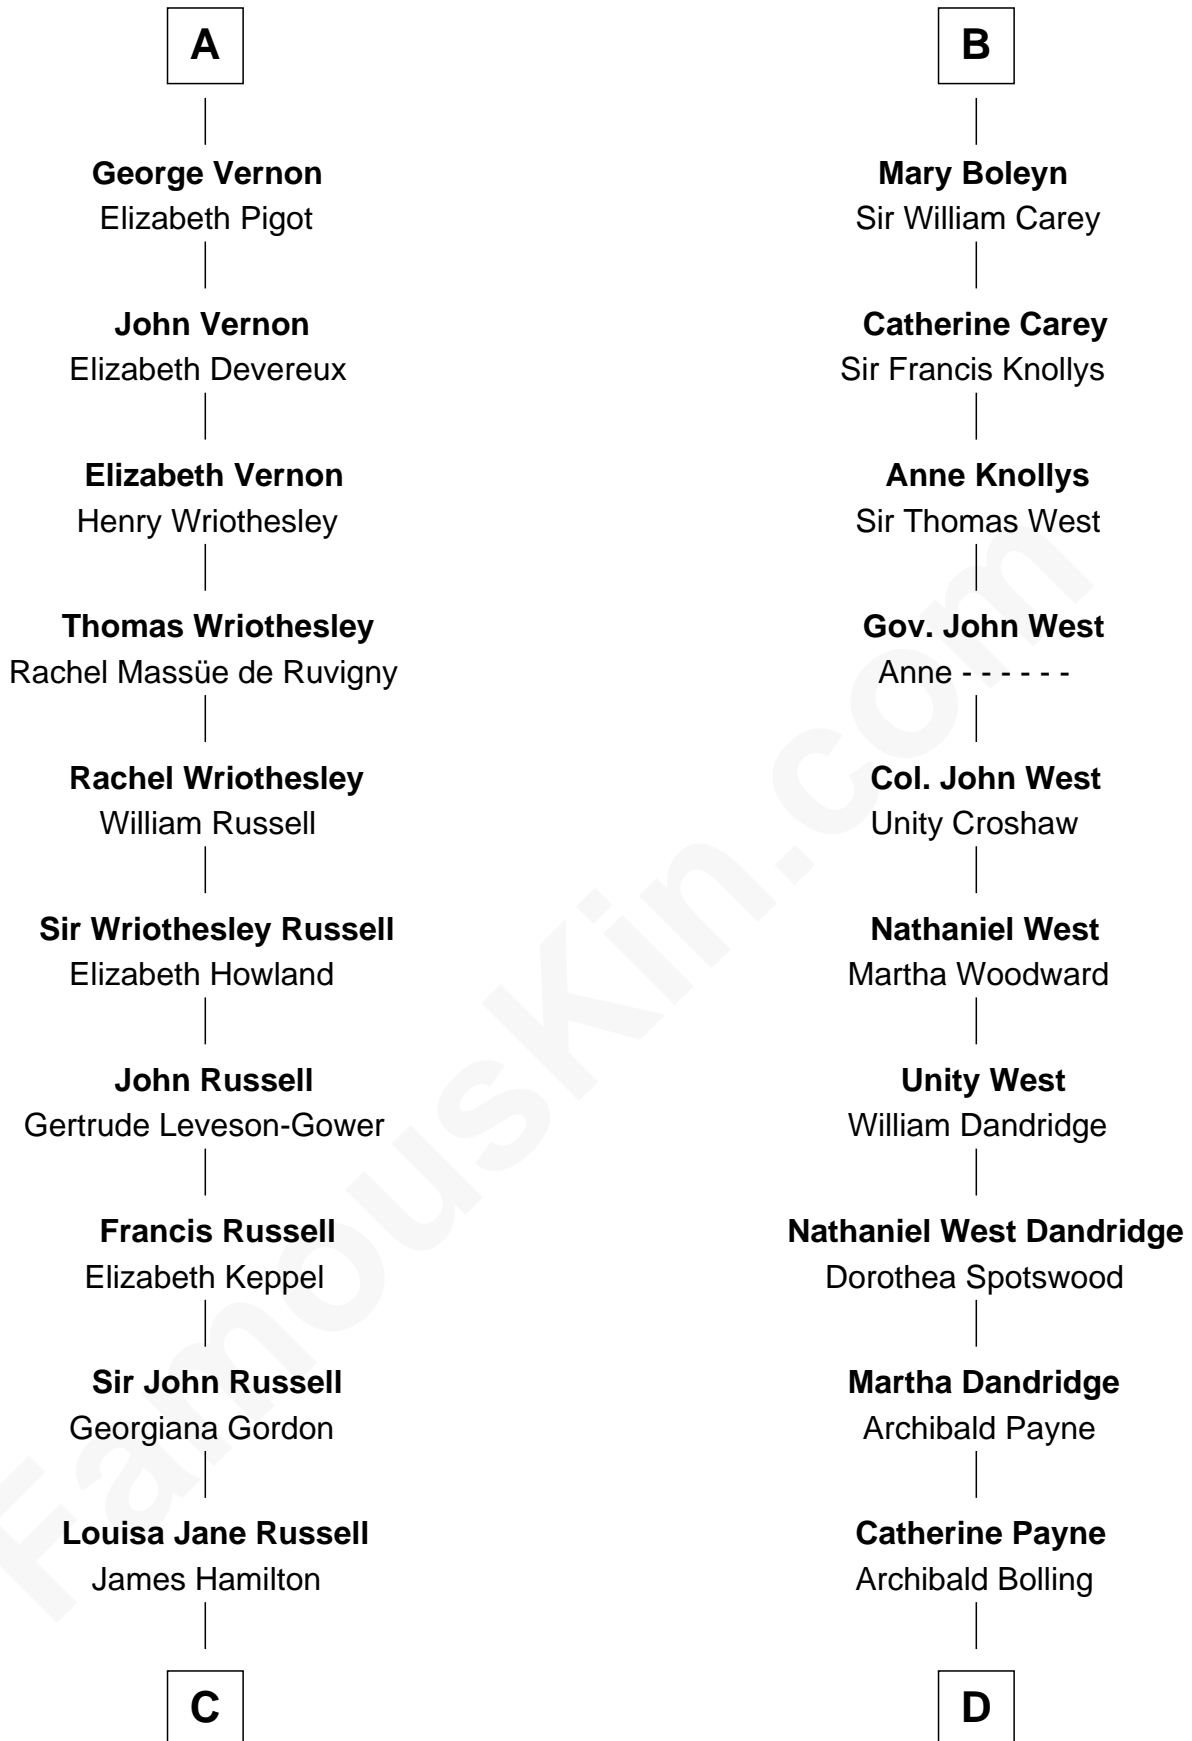 A
George Vernon
Elizabeth Pigot
John Vernon
Elizabeth Devereux
Elizabeth Vernon
Henry Wriothesley
Thomas Wriothesley
Rachel Massüe de Ruvigny
Rachel Wriothesley
William Russell
Sir Wriothesley Russell
Elizabeth Howland
John Russell
Gertrude Leveson-Gower
Francis Russell
Elizabeth Keppel
Sir John Russell
Georgiana Gordon
Louisa Jane Russell
James Hamilton
C
B
Mary Boleyn
Sir William Carey
Catherine Carey
Sir Francis Knollys
Anne Knollys
Sir Thomas West
Gov. John West
Anne - - - - - -
Col. John West
Unity Croshaw
Nathaniel West
Martha Woodward
Unity West
William Dandridge
Nathaniel West Dandridge
Dorothea Spotswood
Martha Dandridge
Archibald Payne
Catherine Payne
Archibald Bolling
D
FamousKin.com